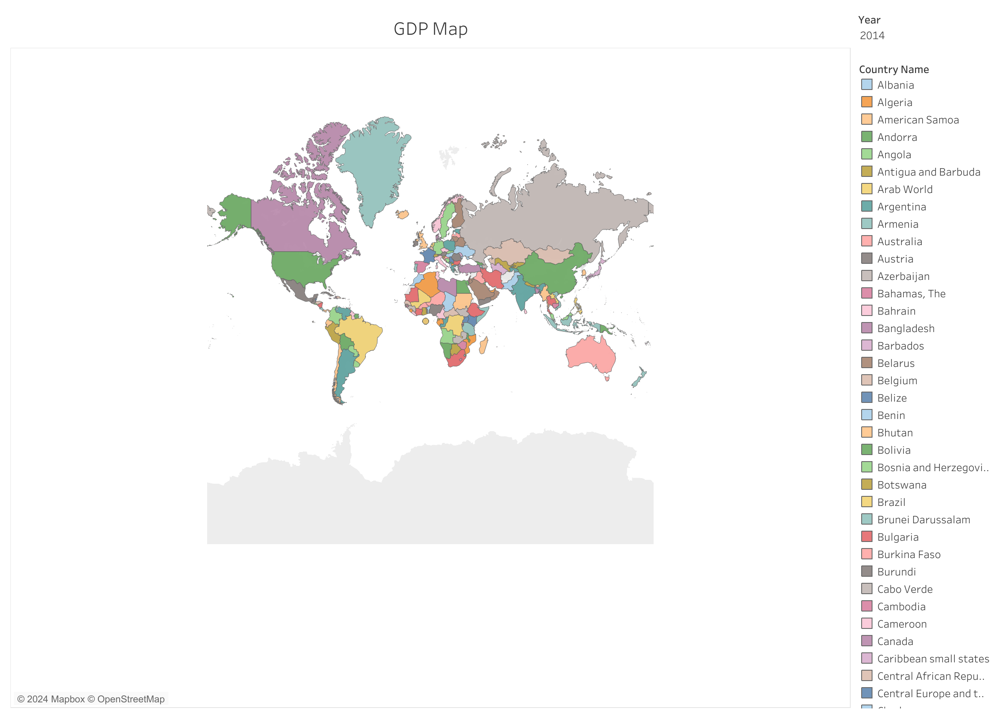 GDP Map
Year
2014
Country Name
Albania
Algeria
American Samoa
Andorra
Angola
Antigua and Barbuda
Arab World
Argentina
Armenia
Australia
Austria
Azerbaijan
Bahamas, The
Bahrain
Bangladesh
Barbados
Belarus
Belgium
Belize
Benin
Bhutan
Bolivia
Bosnia and Herzegovi..
Botswana
Brazil
Brunei Darussalam
Bulgaria
Burkina Faso
Burundi
Cabo Verde
Cambodia
Cameroon
Canada
Caribbean small states
Central African Repu..
Central Europe and t..
© 2024 Mapbox © OpenStreetMap